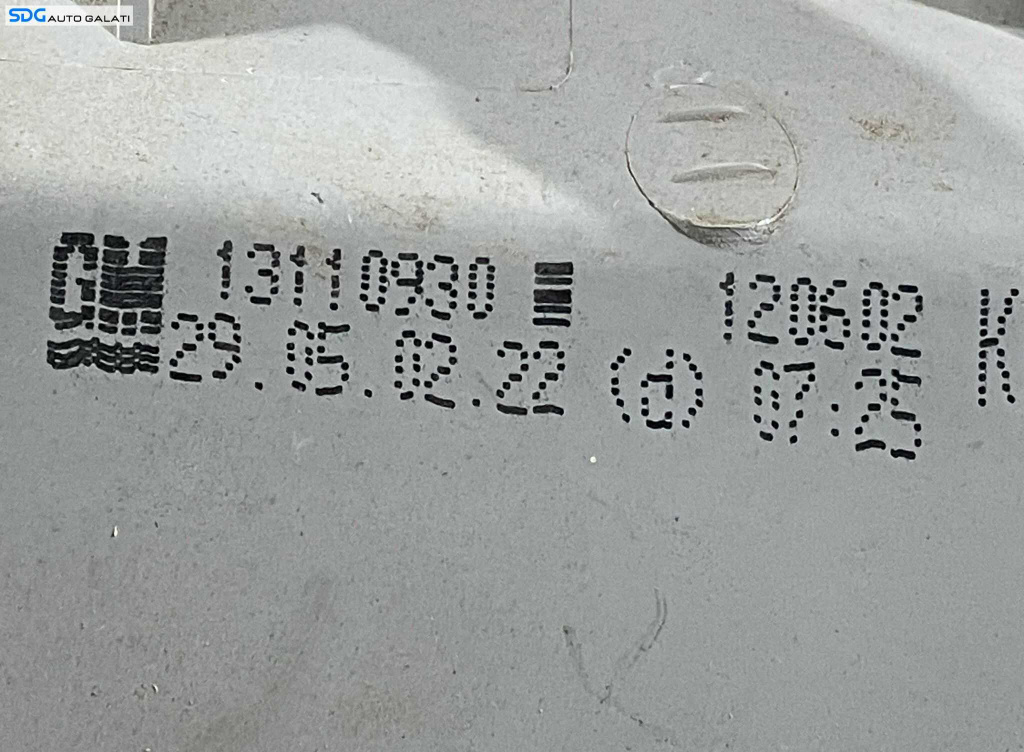 SDG AUTO GALATI
GM 13110930 120602 K
29.05.02.22 (d) 07:25